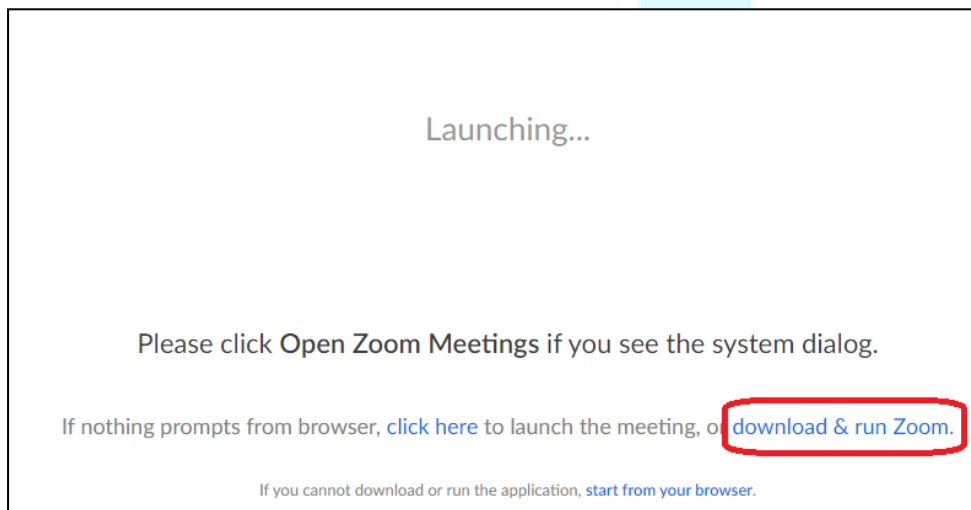 Launching...
Please click Open Zoom Meetings if you see the system dialog.
If nothing prompts from browser, click here to launch the meeting, or download & run Zoom.
If you cannot download or run the application, start from your browser.